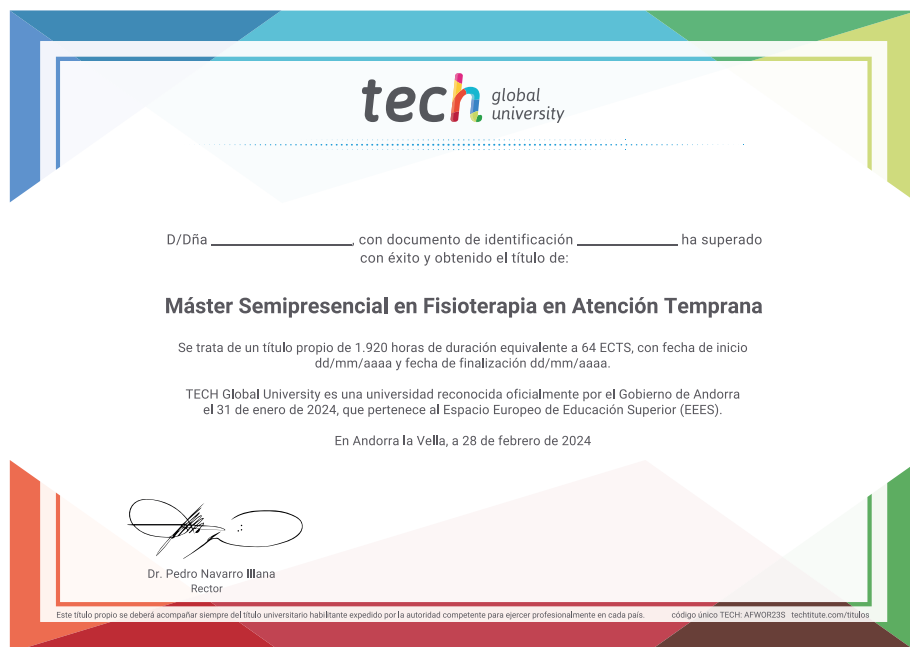 tech global university
D/Dña ____________________, con documento de identificación ______________ ha superado
con éxito y obtenido el título de:
Máster Semipresencial en Fisioterapia en Atención Temprana
Se trata de un título propio de 1.920 horas de duración equivalente a 64 ECTS, con fecha de inicio
dd/mm/aaaa y fecha de finalización dd/mm/aaaa.
TECH Global University es una universidad reconocida oficialmente por el Gobierno de Andorra
el 31 de enero de 2024, que pertenece al Espacio Europeo de Educación Superior (EEES).
En Andorra la Vella, a 28 de febrero de 2024
Dr. Pedro Navarro Illana
Rector
Este título propio se deberá acompañar siempre del título universitario habilitante expedido por la autoridad competente para ejercer profesionalmente en cada país. código único TECH: AFWOR23S techtitute.com/titulos